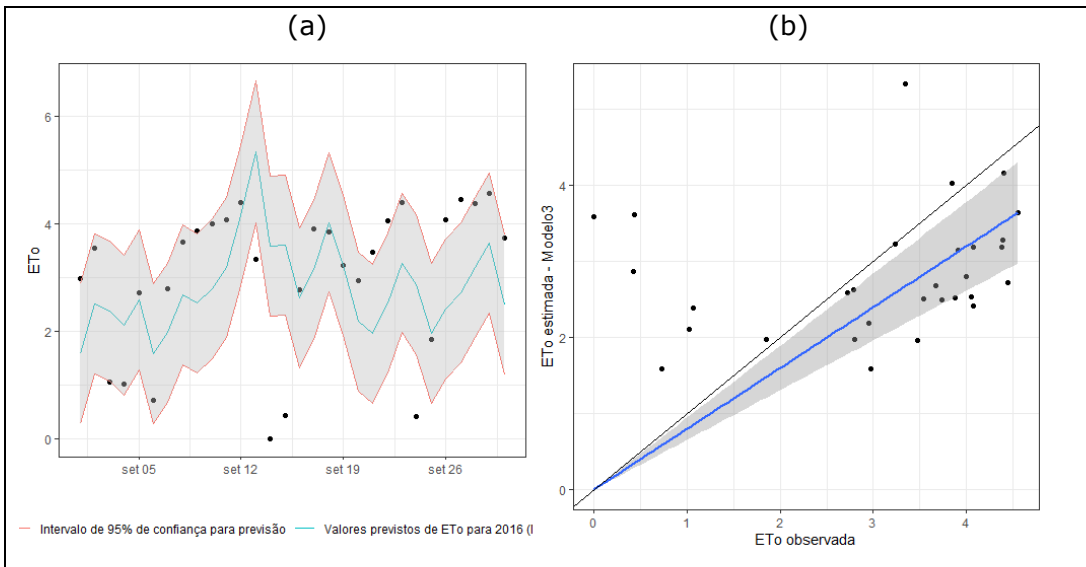 (a)
(b)
ETo
6
4
2
0
set 05
set 12
set 19
set 26
Intervalo de 95% de confiança para previsão
Valores previstos de ETo para 2016 (I
ETo estimada - Modelo3
4
2
0
0
1
2
3
4
ETo observada